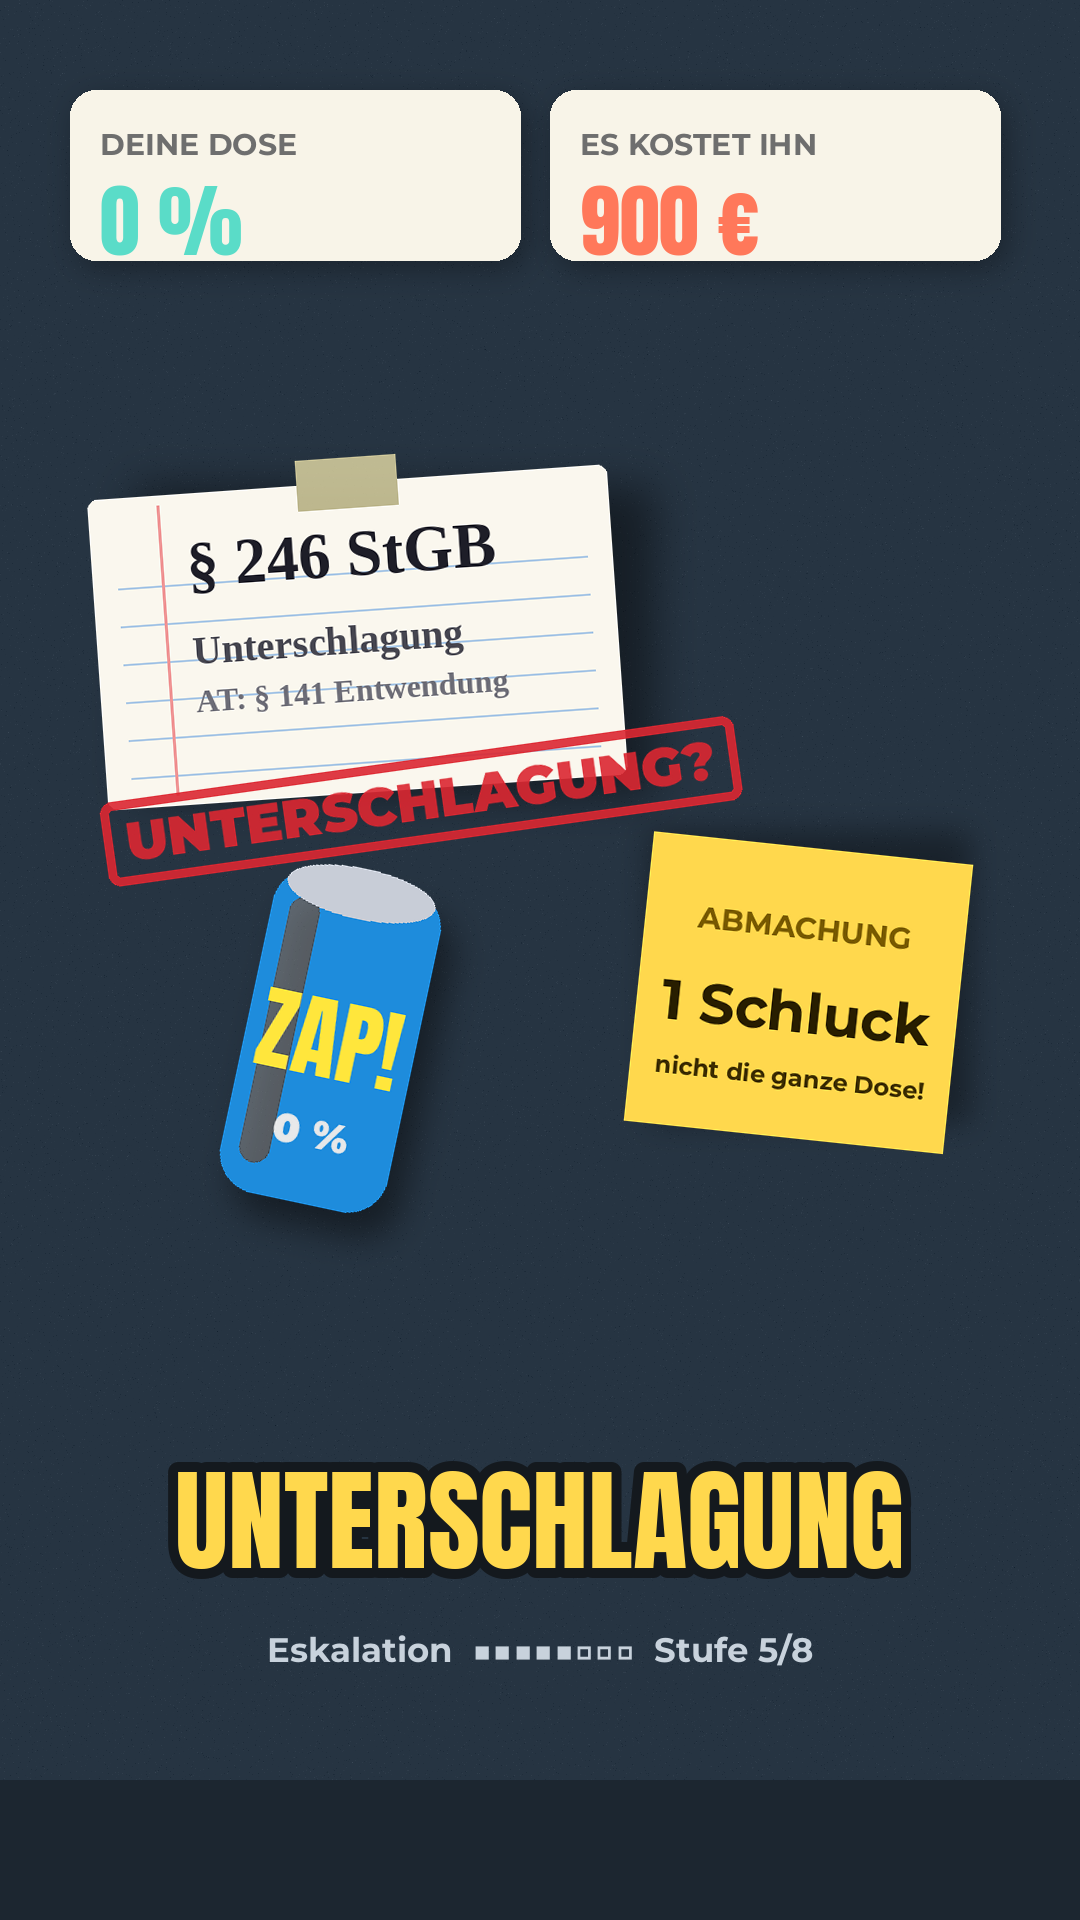 DEINE DOSE
0 %
ES KOSTET IHN
900 €
§ 246 StGB
Unterschlagung
AT: § 141 Entwendung
UNTERSCHLAGUNG?
ZAP!
0 %
ABMACHUNG
1 Schluck
nicht die ganze Dose!
UNTERSCHLAGUNG
Eskalation ■■■■■□□□ Stufe 5/8